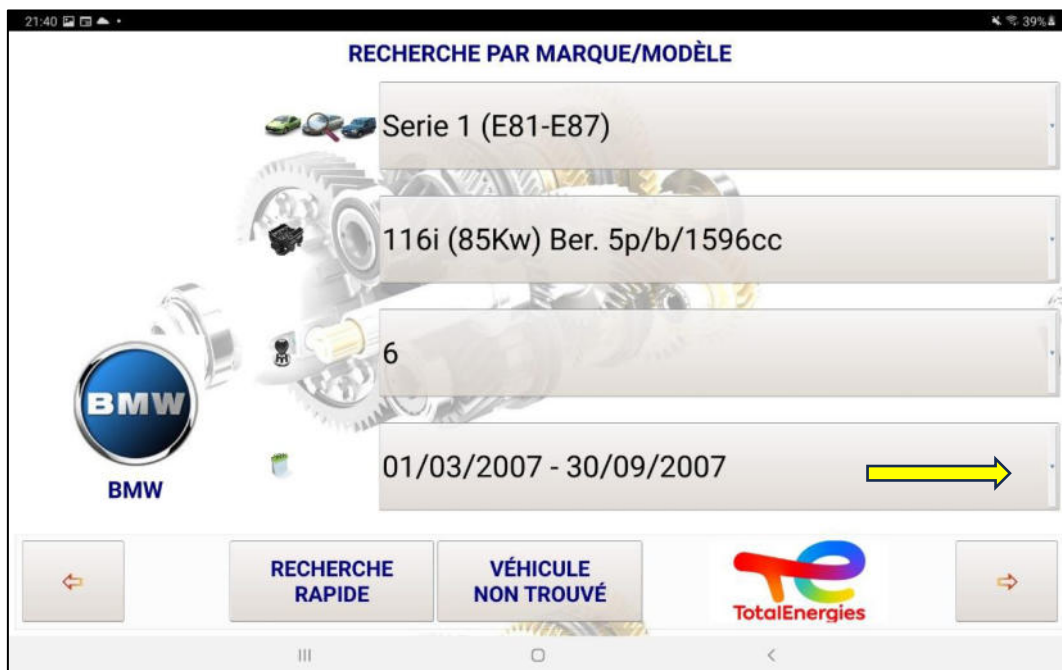 21:40
39%
RECHERCHE PAR MARQUE/MODÈLE
Serie 1 (E81-E87)
116i (85Kw) Ber. 5p/b/1596cc
6
01/03/2007 - 30/09/2007
BMW
BMW
RECHERCHE
RAPIDE
VÉHICULE
NON TROUVÉ
TotalEnergies